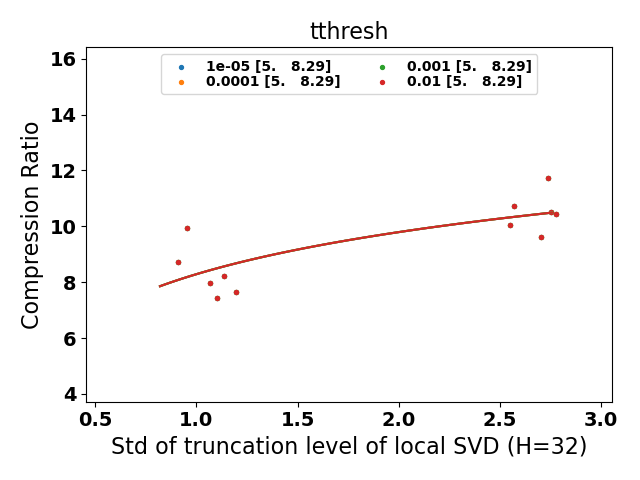 tthresh
1e-05 [5.   8.29]
0.0001 [5.   8.29]
0.001 [5.   8.29]
0.01 [5.   8.29]
Compression Ratio
16
14
12
10
8
6
4
0.5 1.0 1.5 2.0 2.5 3.0
Std of truncation level of local SVD (H=32)